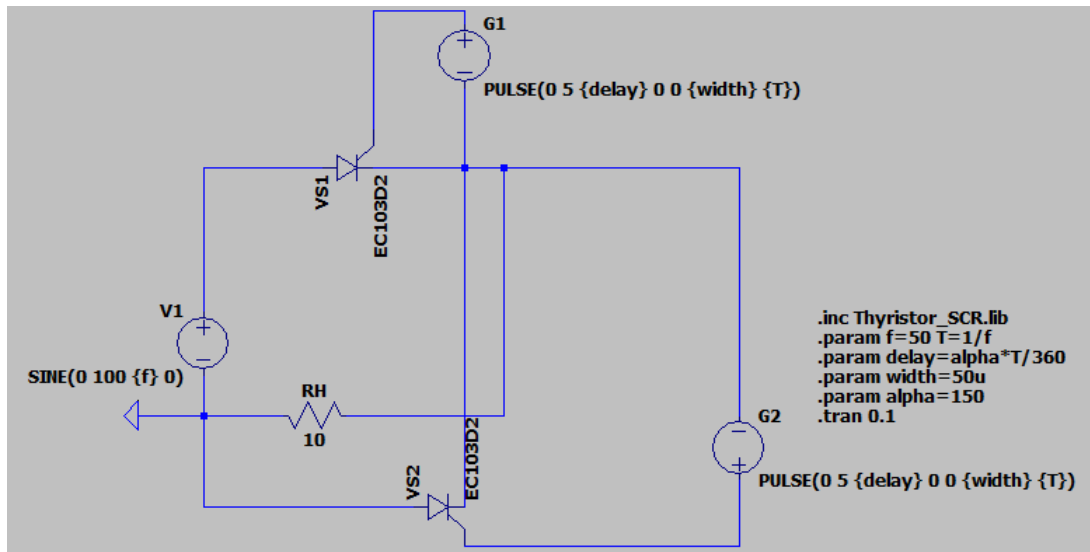 G1
PULSE(0 5 {delay} 0 0 {width} {T})
VS1
EC103D2
V1
SINE(0 100 {f} 0)
RH
10
.inc Thyristor_SCR.lib
.param f=50 T=1/f
.param delay=alpha*T/360
.param width=50u
.param alpha=150
.tran 0.1
G2
PULSE(0 5 {delay} 0 0 {width} {T})
VS2
EC103D2